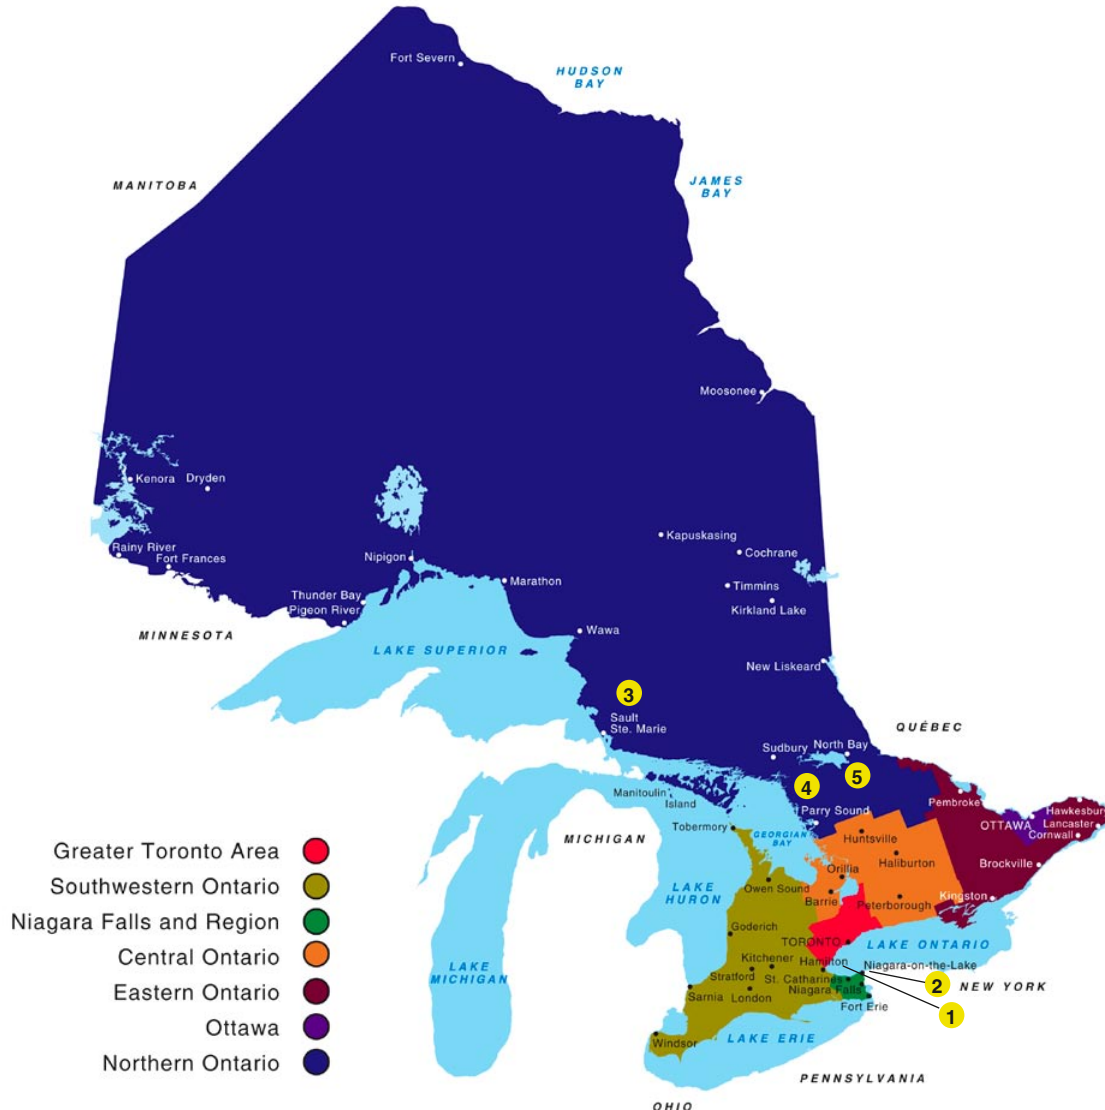 Fort Severn
HUDSON
BAY
MANITOBA
JAMES
BAY
Moosonee
Kenora
Dryden
Rainy River
Fort Frances
Nipigon
Kapuskasing
Cochrane
Marathon
Timmins
Thunder Bay
Kirkland Lake
Pigeon River
MINNESOTA
Wawa
LAKE SUPERIOR
New Liskeard
3
Sault
Ste. Marie
QUÉBEC
Sudbury
North Bay
5
4
Manitoulin
Island
Parry Sound
Pembroke
Hawkesbury
Lancaster
OTTAWA
Cornwall
Tobermory
MICHIGAN
GEORGIAN
BAY
Huntsville
Haliburton
Brockville
Orillia
Owen Sound
LAKE
HURON
Barrie
Peterborough
Kingston
Goderich
TORONTO
LAKE ONTARIO
Kitchener
Hamilton
Niagara-on-the-Lake
Stratford
St. Catharines
LAKE
MICHIGAN
Sarnia
London
Niagara Falls
2
NEW YORK
Fort Erie
1
Windsor
LAKE ERIE
PENNSYLVANIA
OHIO
Greater Toronto Area
Southwestern Ontario
Niagara Falls and Region
Central Ontario
Eastern Ontario
Ottawa
Northern Ontario